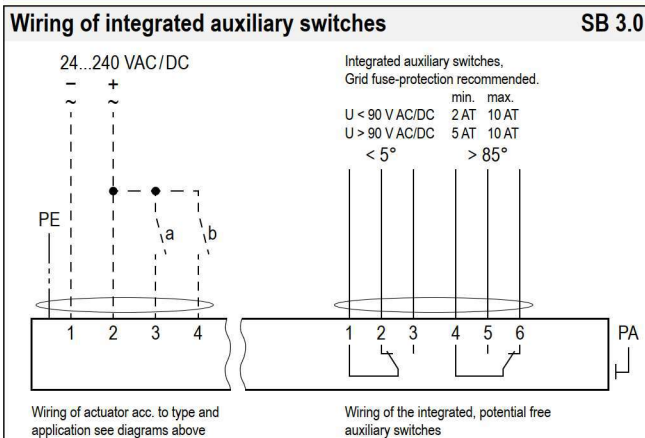 Wiring of integrated auxiliary switches SB 3.0
24...240 VAC/DC
– +
~ ~
Integrated auxiliary switches,
Grid fuse-protection recommended.
min. max.
U < 90 V AC/DC 2 AT 10 AT
U > 90 V AC/DC 5 AT 10 AT
< 5° > 85°
PE
a b
1 2 3 4 1 2 3 4 5 6 PA
Wiring of actuator acc. to type and
application see diagrams above
Wiring of the integrated, potential free
auxiliary switches